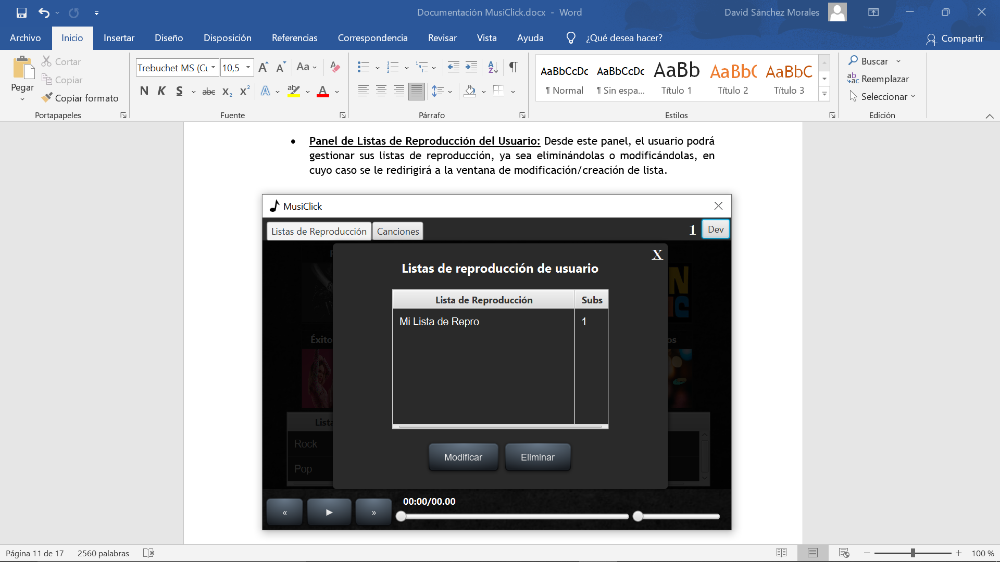 Documentación MusiClick.docx - Word
David Sánchez Morales
Archivo Inicio Insertar Diseño Disposición Referencias Correspondencia Revisar Vista Ayuda ¿Qué desea hacer? Compartir
Pegar
Cortar
Copiar
Copiar formato
Portapapeles
Trebuchet MS (Cu 10,5
N K S abc x₂ x²
Fuente
Párrafo
AaBbCcDc AaBbCcDc AaBb AaBbC AaBbC
¶ Normal ¶ Sin espa... Título 1 Título 2 Título 3
Estilos
Buscar
Reemplazar
Seleccionar
Edición
• Panel de Listas de Reproducción del Usuario: Desde este panel, el usuario podrá
gestionar sus listas de reproducción, ya sea eliminándolas o modificándolas, en
cuyo caso se le redirigirá a la ventana de modificación/creación de lista.
MusiClick
Listas de Reproducción Canciones 1 Dev
X
Listas de reproducción de usuario
Lista de Reproducción Subs
Mi Lista de Repro 1
Rock
Pop
Modificar Eliminar
00:00/00.00
« ▶ »
Página 11 de 17 2560 palabras 100 %